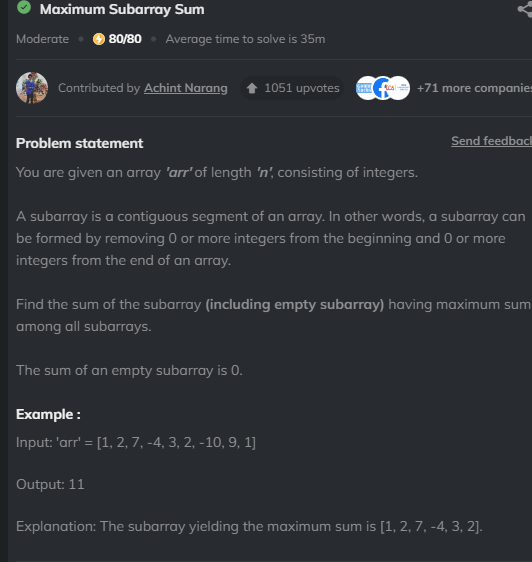 Maximum Subarray Sum
Moderate • 80/80 • Average time to solve is 35m
Contributed by Achint Narang 1051 upvotes +71 more companies
Problem statement
Send feedback
You are given an array 'arr' of length 'n', consisting of integers.
A subarray is a contiguous segment of an array. In other words, a subarray can
be formed by removing 0 or more integers from the beginning and 0 or more
integers from the end of an array.
Find the sum of the subarray (including empty subarray) having maximum sum
among all subarrays.
The sum of an empty subarray is 0.
Example :
Input: 'arr' = [1, 2, 7, -4, 3, 2, -10, 9, 1]
Output: 11
Explanation: The subarray yielding the maximum sum is [1, 2, 7, -4, 3, 2].